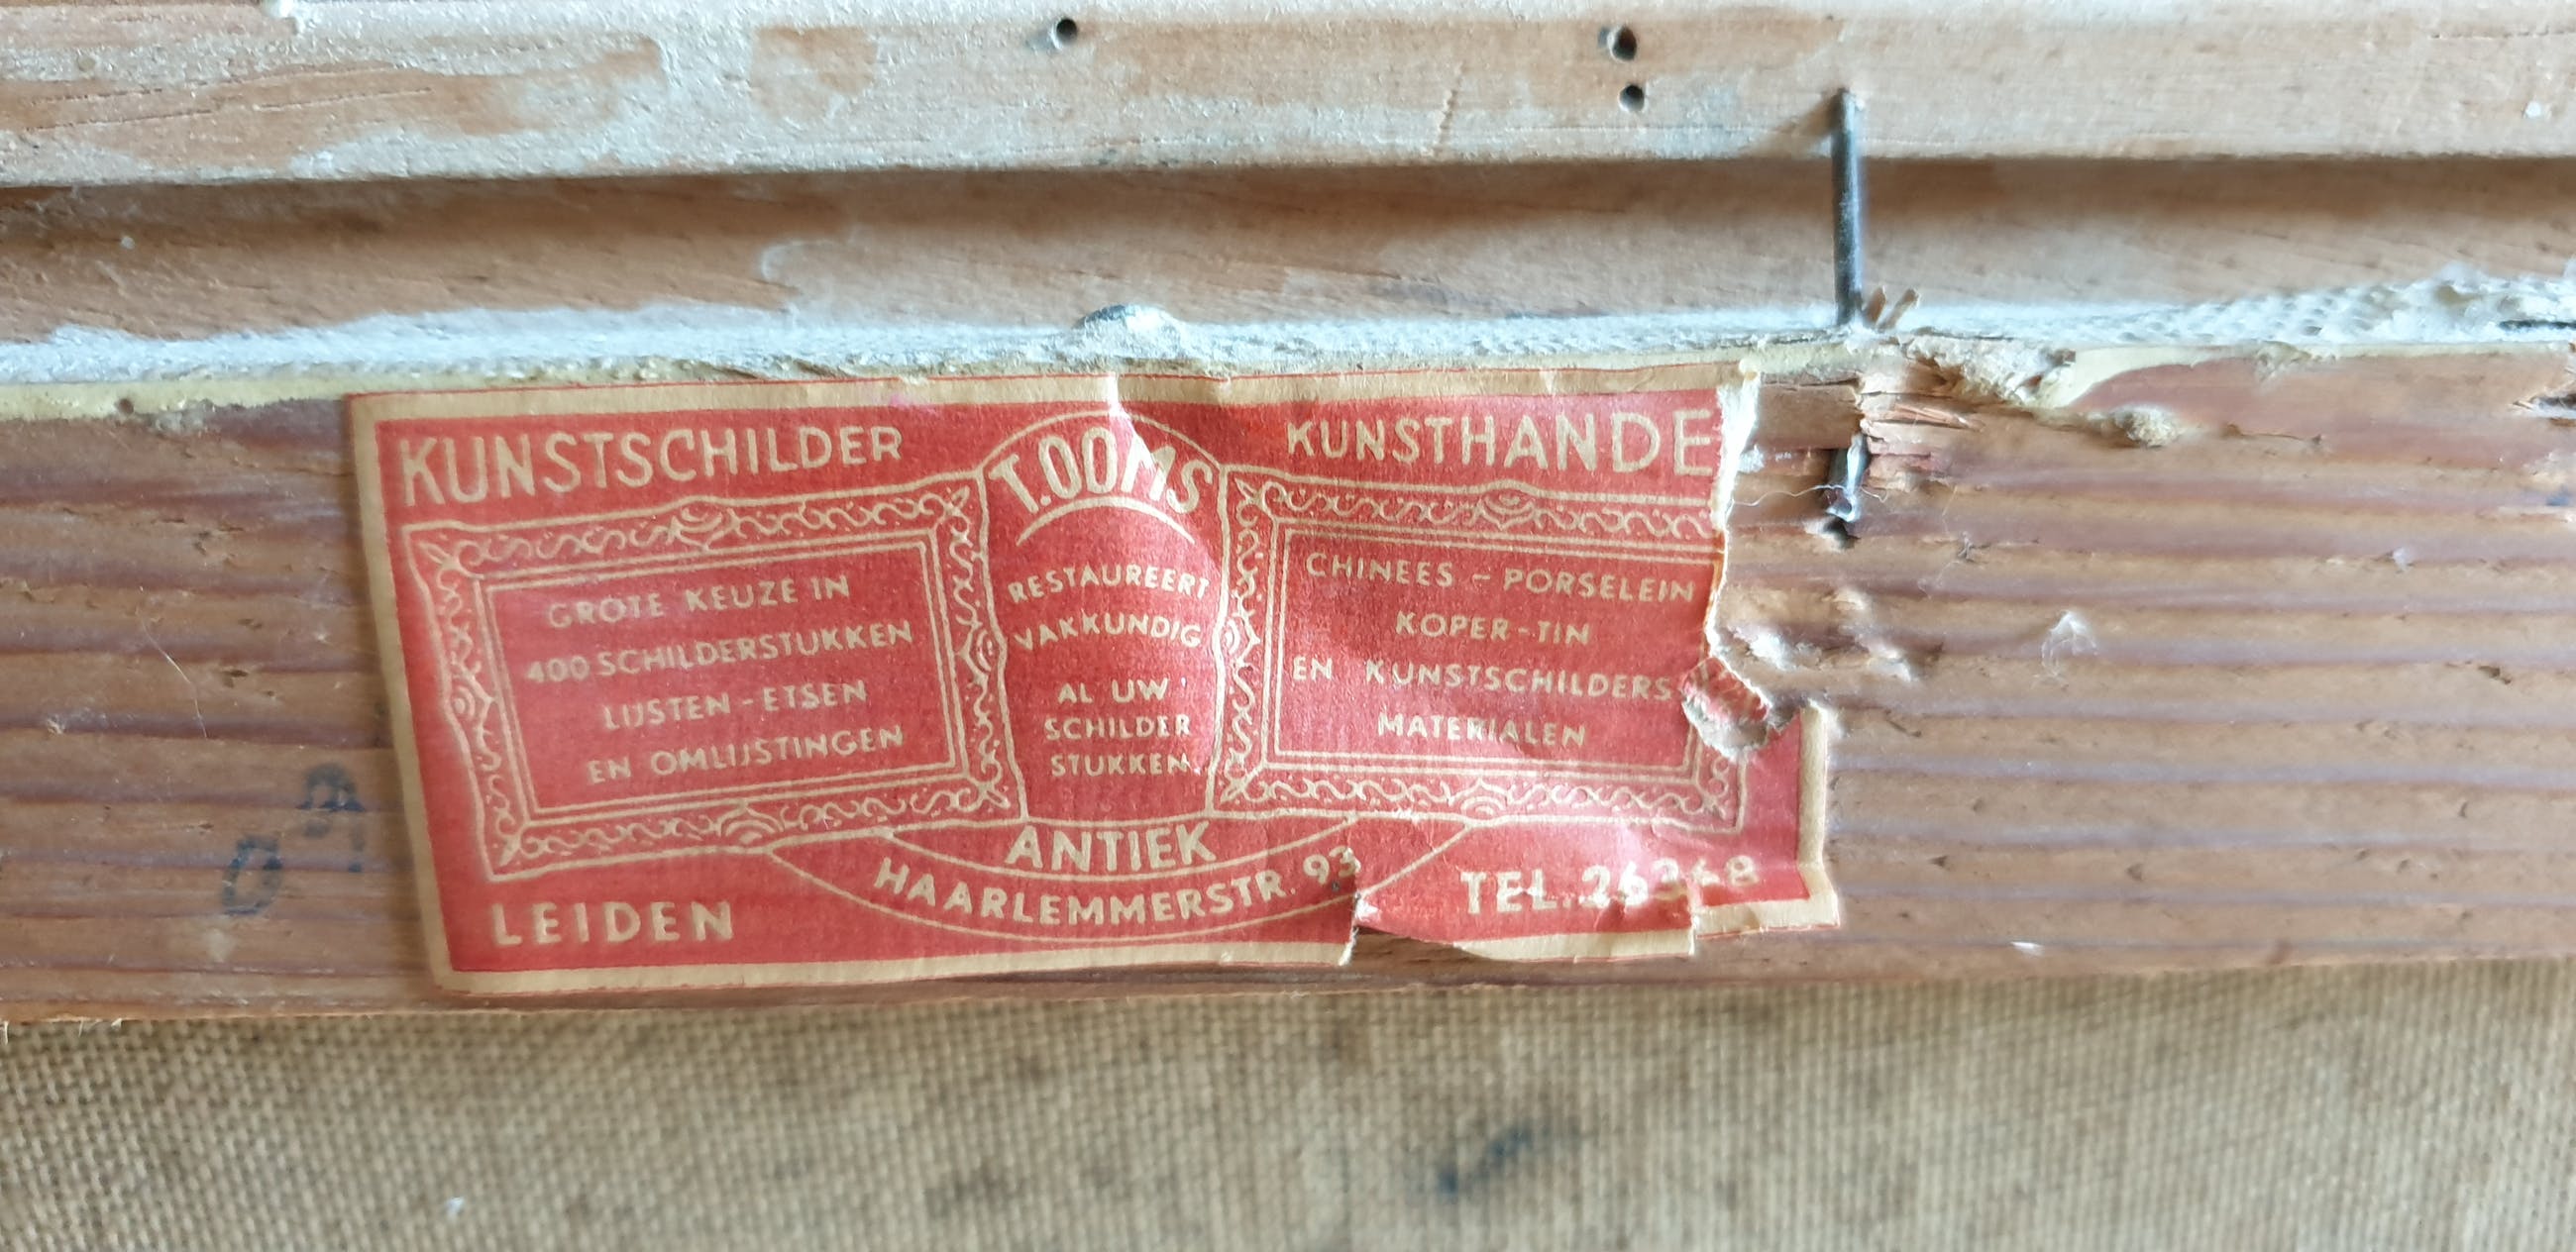 KUNSTSCHILDER
T.OOMS
KUNSTHANDE
GROTE KEUZE IN
400 SCHILDERSTUKKEN
LIJSTEN - ETSEN
EN OMLIJSTINGEN
RESTAUREERT
VAKKUNDIG
AL UW
SCHILDER
STUKKEN
CHINEES - PORSELEIN
KOPER - TIN
EN KUNSTSCHILDERS
MATERIALEN
ANTIEK
HAARLEMMERSTR. 93
LEIDEN
TEL.